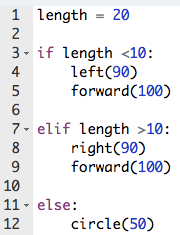 1 length = 20
2
3 if length <10:
4     left(90)
5     forward(100)
6
7 elif length >10:
8     right(90)
9     forward(100)
10
11 else:
12     circle(50)